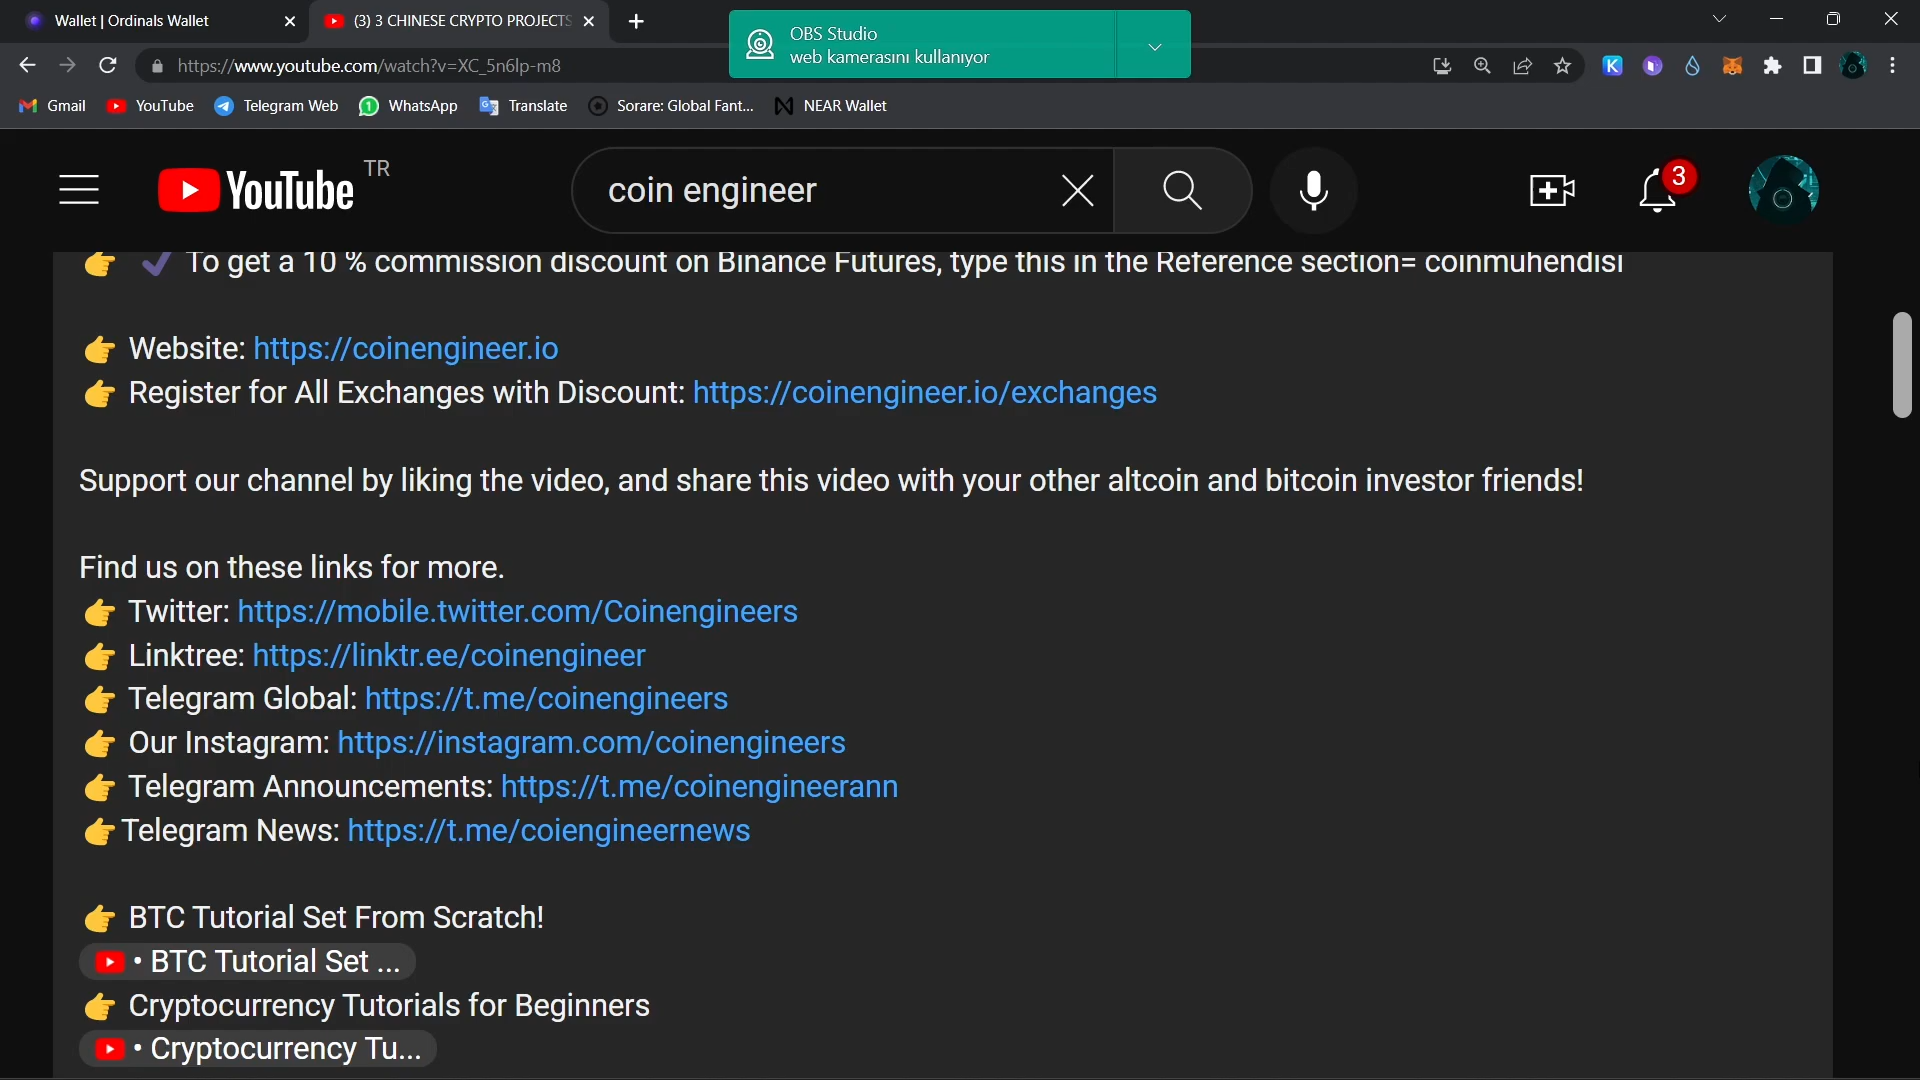 Wallet | Ordinals Wallet
(3) 3 CHINESE CRYPTO PROJECTS
OBS Studio
web kamerasını kullanıyor
https://www.youtube.com/watch?v=XC_5n6lp-m8
Gmail
YouTube
Telegram Web
1
WhatsApp
Translate
Sorare: Global Fant...
NEAR Wallet
YouTube TR
coin engineer
3
👉 ✔ To get a 10 % commission discount on Binance Futures, type this in the Reference section= coinmuhendisi
👉 Website: https://coinengineer.io
👉 Register for All Exchanges with Discount: https://coinengineer.io/exchanges
Support our channel by liking the video, and share this video with your other altcoin and bitcoin investor friends!
Find us on these links for more.
👉 Twitter: https://mobile.twitter.com/Coinengineers
👉 Linktree: https://linktr.ee/coinengineer
👉 Telegram Global: https://t.me/coinengineers
👉 Our Instagram: https://instagram.com/coinengineers
👉 Telegram Announcements: https://t.me/coinengineerann
👉Telegram News: https://t.me/coiengineernews
👉 BTC Tutorial Set From Scratch!
• BTC Tutorial Set ...
👉 Cryptocurrency Tutorials for Beginners
• Cryptocurrency Tu...